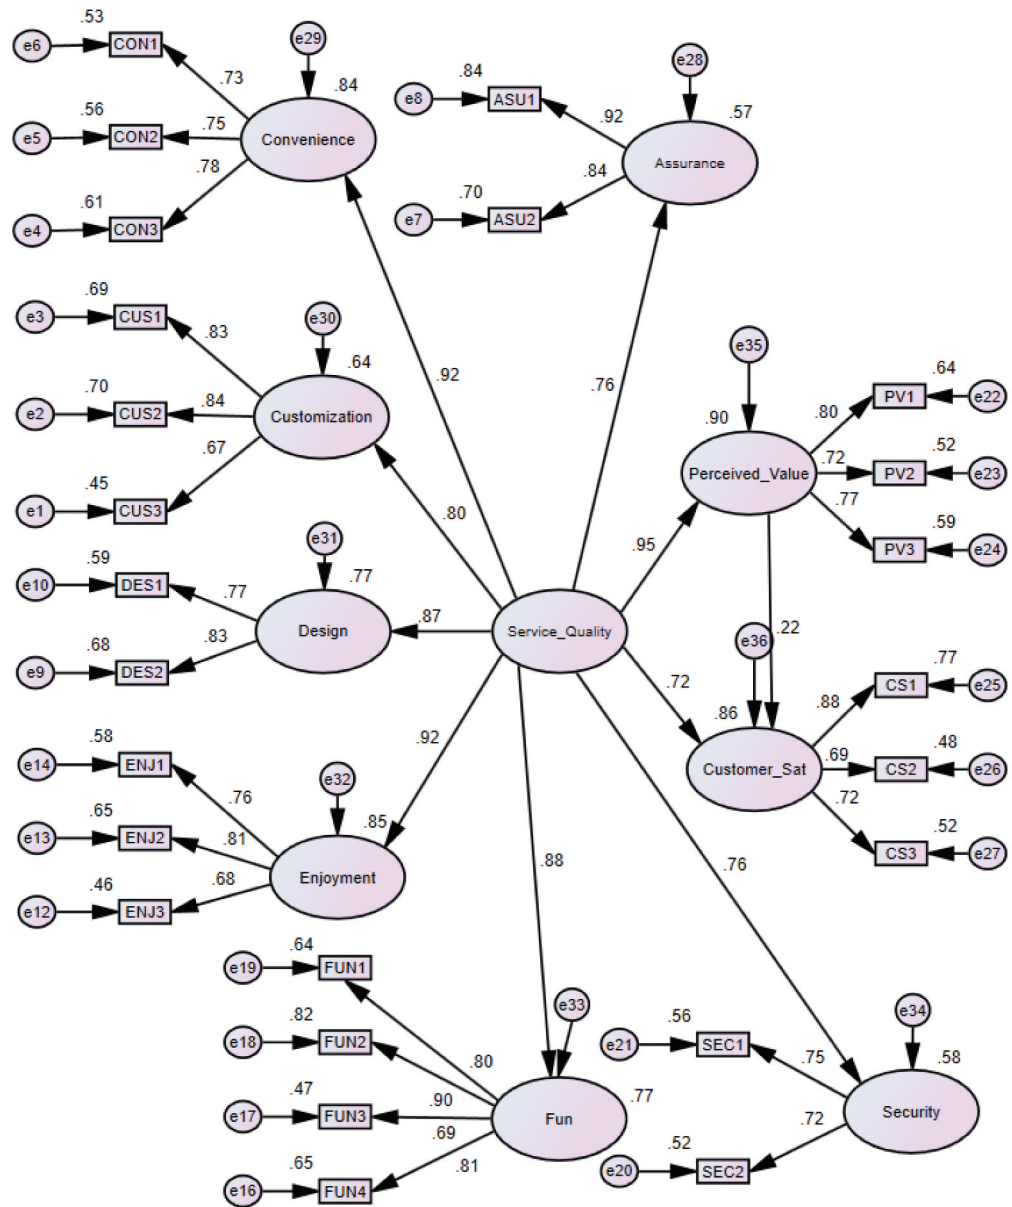 .53
e6
CON1
.73
.56
e5
CON2
.75
.78
.61
e4
CON3
e29
.84
Convenience
.84
e8
ASU1
.92
.84
.70
e7
ASU2
e28
.57
Assurance
.69
e3
CUS1
.83
.70
e2
CUS2
.84
.67
.45
e1
CUS3
e30
.64
Customization
.92
.76
.80
e35
.90
Perceived_Value
.95
.64
.80
PV1
e22
.52
.72
PV2
e23
.77
.59
PV3
e24
.59
e10
DES1
.77
.83
.68
e9
DES2
e31
.77
Design
.87
Service_Quality
.72
e36
.22
.86
Customer_Sat
.77
.88
CS1
e25
.69
.48
CS2
e26
.72
.52
CS3
e27
.92
.58
e14
ENJ1
.76
.65
e13
ENJ2
.81
.68
.46
e12
ENJ3
e32
.85
Enjoyment
.88
.76
.64
e19
FUN1
.80
.82
e18
FUN2
.90
.47
e17
FUN3
.69
.81
.65
e16
FUN4
e33
.77
Fun
.56
e21
SEC1
.75
.72
.52
e20
SEC2
e34
.58
Security